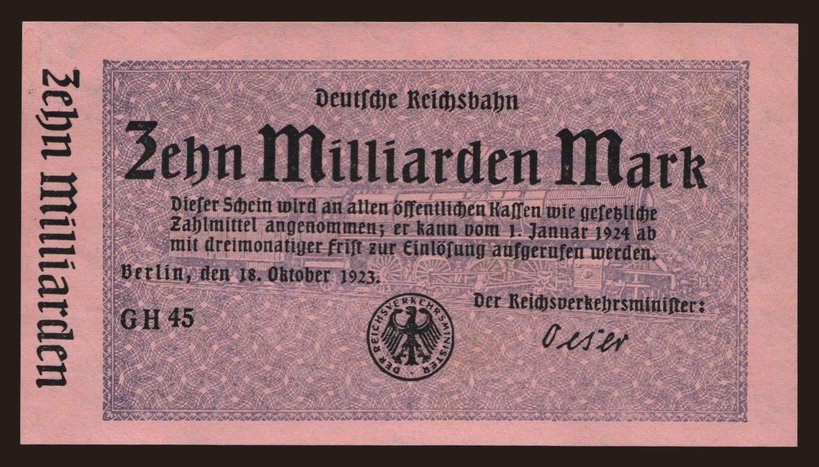 Zehn Milliarden
Deutsche Reichsbahn
Zehn Milliarden Mark
Dieser Schein wird an allen öffentlichen Kassen wie gesetzliche
Zahlmittel angenommen; er kann vom 1. Januar 1924 ab
mit dreimonatiger Frist zur Einlösung aufgerufen werden.
Berlin, den 18. Oktober 1923.
Der Reichsverkehrsminister:
GH 45
Oeser
DER REICHSVERKEHRSMINISTER